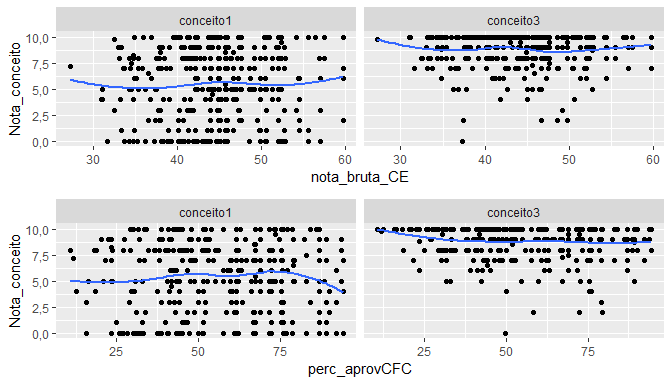 conceito1 conceito3
Nota_conceito
10,0
7,5
5,0
2,5
0,0
30 40 50 60 30 40 50 60
nota_bruta_CE
conceito1 conceito3
Nota_conceito
10,0
7,5
5,0
2,5
0,0
25 50 75 25 50 75
perc_aprovCFC